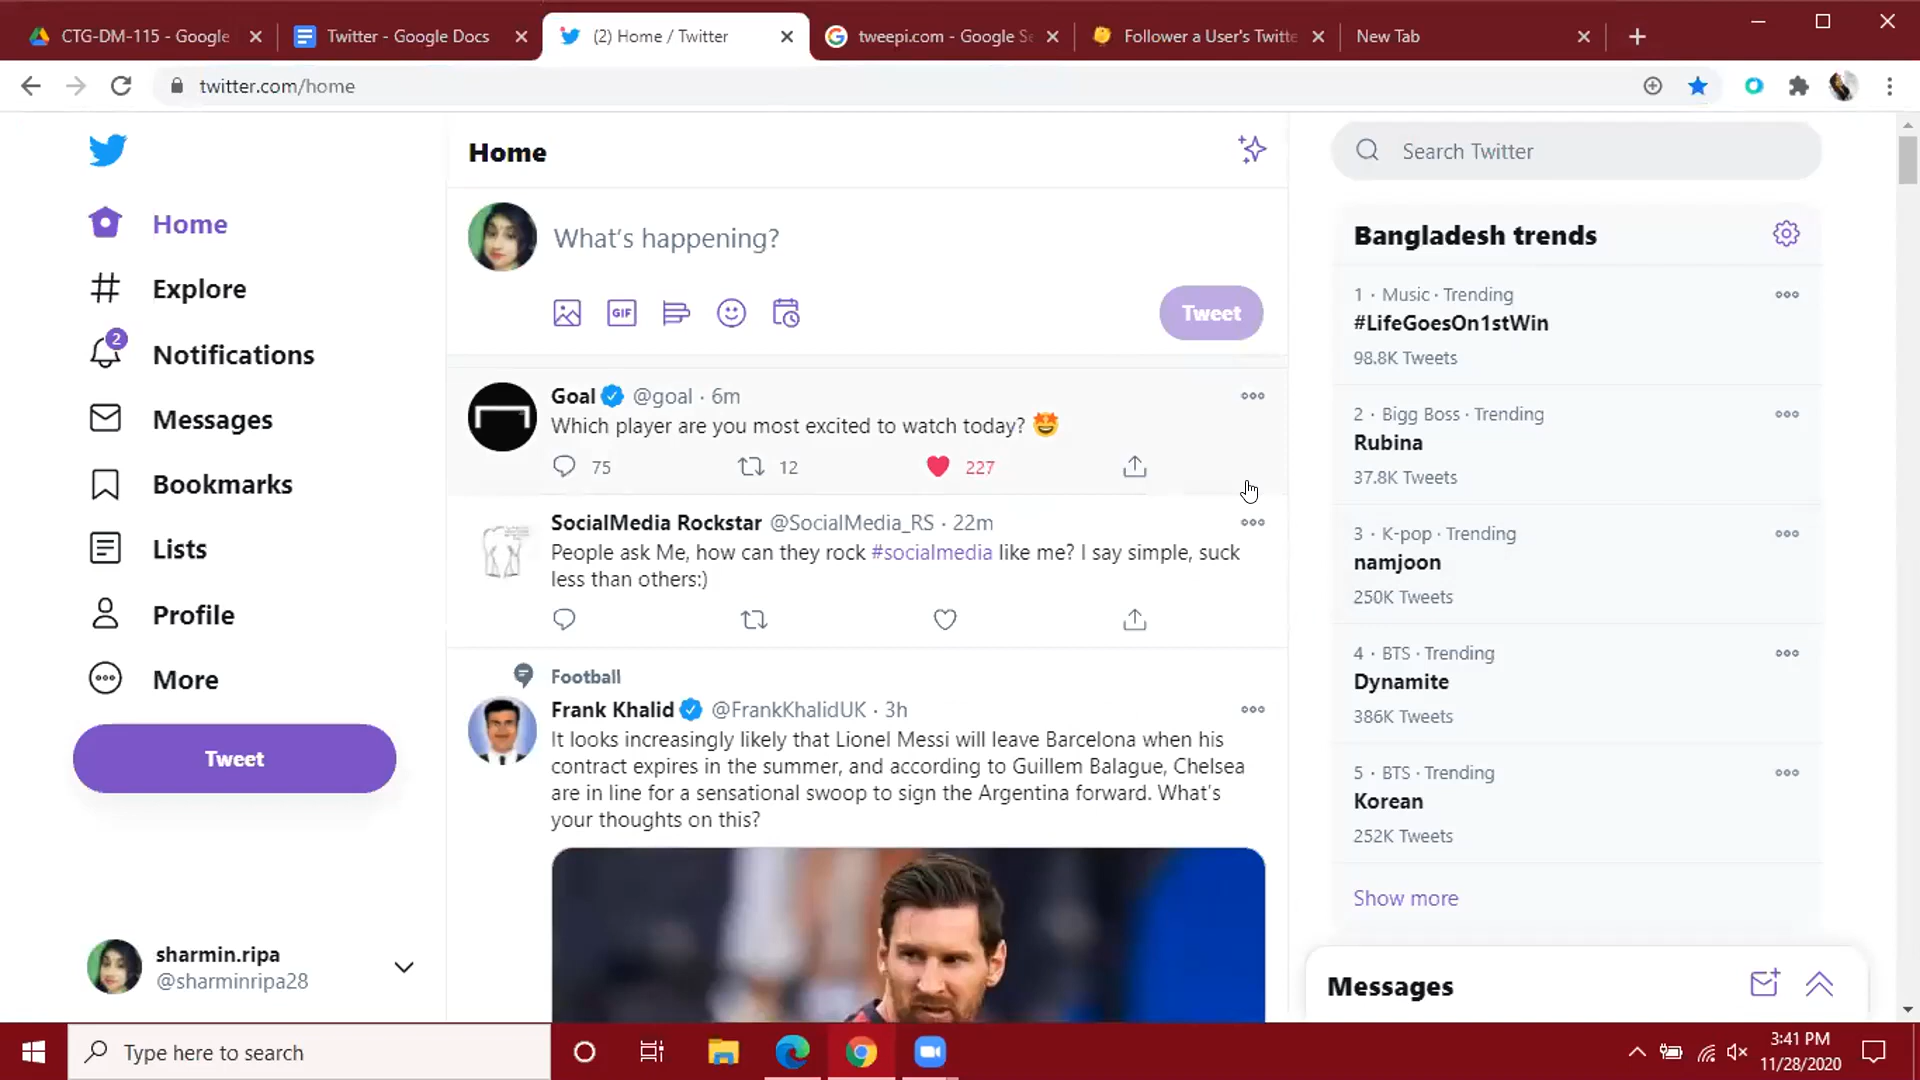 CTG-DM-115 - Google
Twitter - Google Docs
(2) Home / Twitter
tweepi.com - Google Se
Follower a User's Twitte
New Tab
twitter.com/home
Home
Explore
2
Notifications
Messages
Bookmarks
Lists
Profile
More
Tweet
sharmin.ripa
@sharminripa28
Home
What's happening?
GIF
Tweet
Goal @goal · 6m
Which player are you most excited to watch today? 🤩
75 12 227
SocialMedia Rockstar @SocialMedia_RS · 22m
People ask Me, how can they rock #socialmedia like me? I say simple, suck
less than others:)
Football
Frank Khalid @FrankKhalidUK · 3h
It looks increasingly likely that Lionel Messi will leave Barcelona when his
contract expires in the summer, and according to Guillem Balague, Chelsea
are in line for a sensational swoop to sign the Argentina forward. What's
your thoughts on this?
Search Twitter
Bangladesh trends
1 · Music · Trending
#LifeGoesOn1stWin
98.8K Tweets
2 · Bigg Boss · Trending
Rubina
37.8K Tweets
3 · K-pop · Trending
namjoon
250K Tweets
4 · BTS · Trending
Dynamite
386K Tweets
5 · BTS · Trending
Korean
252K Tweets
Show more
Messages
Type here to search
3:41 PM
11/28/2020